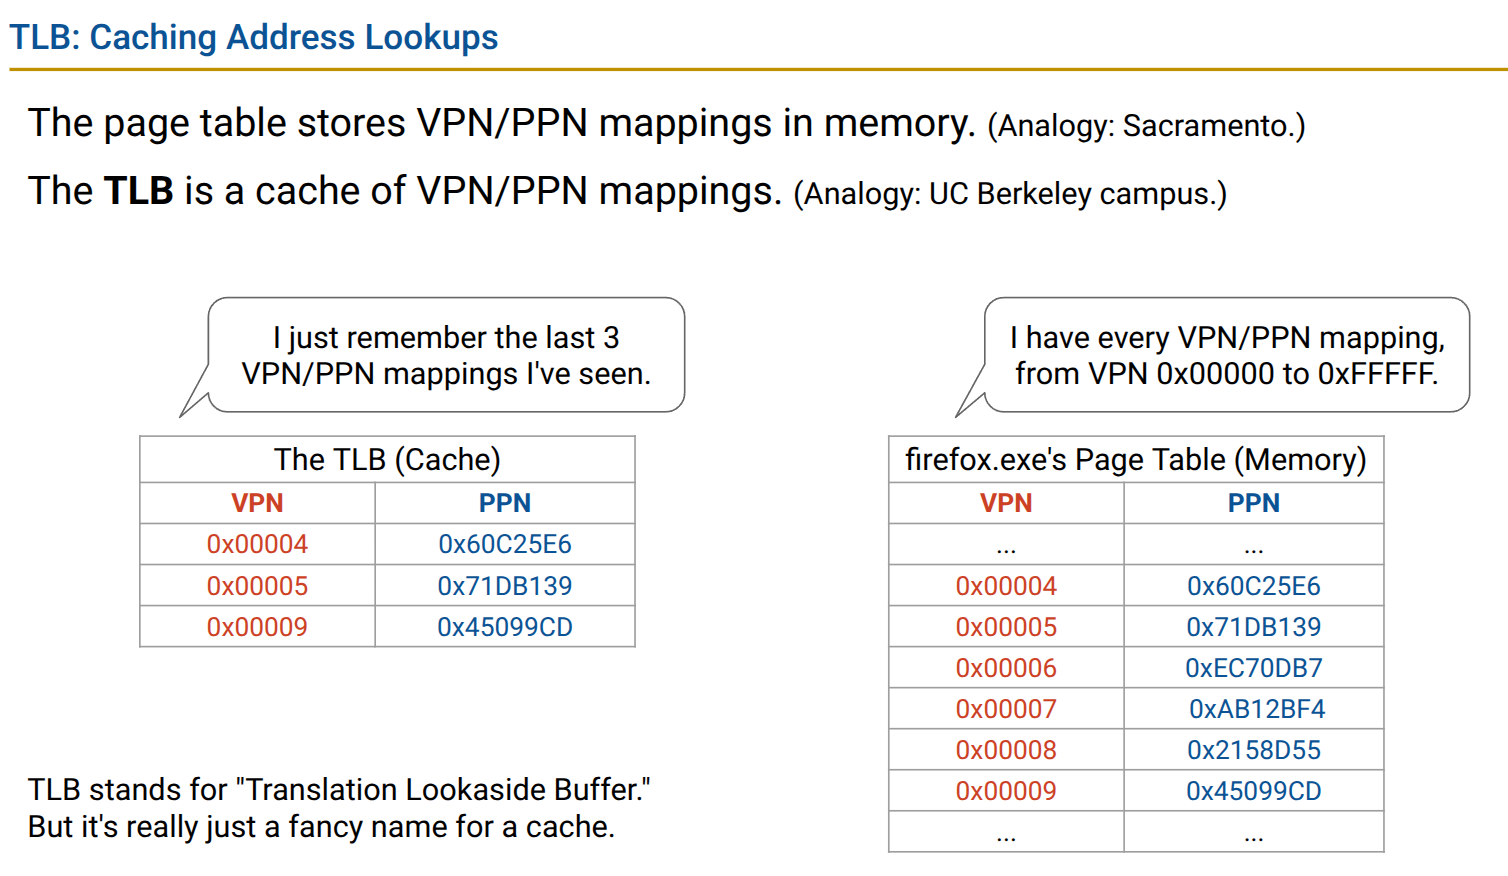 TLB: Caching Address Lookups
The page table stores VPN/PPN mappings in memory. (Analogy: Sacramento.)
The TLB is a cache of VPN/PPN mappings. (Analogy: UC Berkeley campus.)
I just remember the last 3
VPN/PPN mappings I've seen.
The TLB (Cache)
VPN PPN
0x00004 0x60C25E6
0x00005 0x71DB139
0x00009 0x45099CD
TLB stands for "Translation Lookaside Buffer."
But it's really just a fancy name for a cache.
I have every VPN/PPN mapping,
from VPN 0x00000 to 0xFFFFF.
firefox.exe's Page Table (Memory)
VPN PPN
... ...
0x00004 0x60C25E6
0x00005 0x71DB139
0x00006 0xEC70DB7
0x00007 0xAB12BF4
0x00008 0x2158D55
0x00009 0x45099CD
... ...